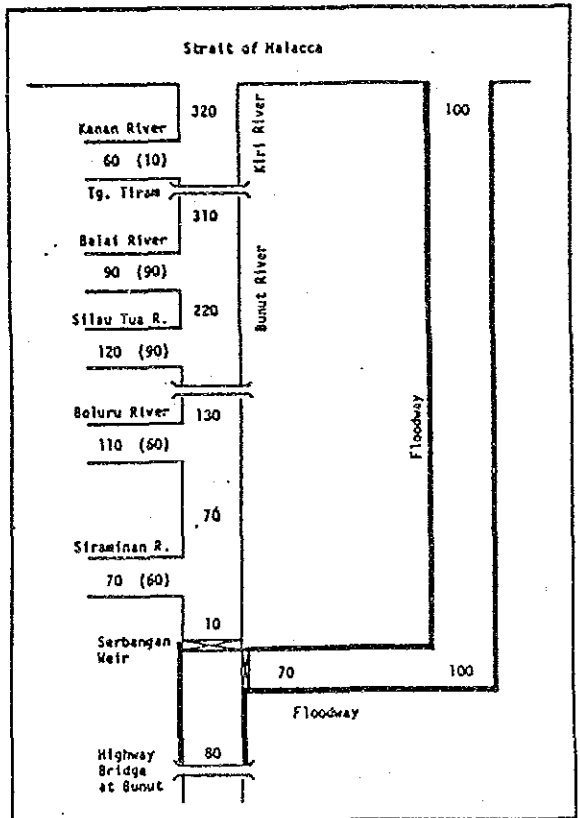 Strait of Malacca
320
100
Kiri River
Kanan River
60 (10)
Tg. Tiram
310
Balai River
90 (90)
Bunut River
220
Silau Tua R.
120 (90)
130
Boluru River
110 (60)
Floodway
70
Siraminan R.
70 (60)
10
Serbangan
Weir
70
100
Floodway
80
Highway
Bridge
at Bunut